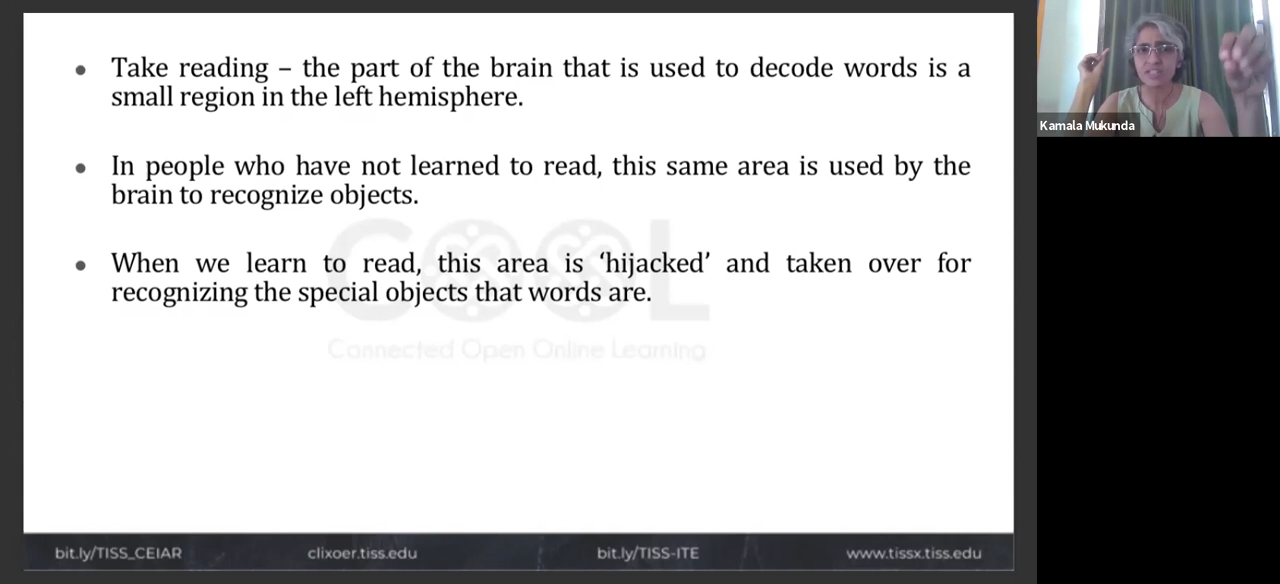 • Take reading – the part of the brain that is used to decode words is a
small region in the left hemisphere.
• In people who have not learned to read, this same area is used by the
brain to recognize objects.
• When we learn to read, this area is ‘hijacked’ and taken over for
recognizing the special objects that words are.
COOL
Connected Open Online Learning
bit.ly/TISS_CEIAR clixoer.tiss.edu bit.ly/TISS-ITE www.tissx.tiss.edu
Kamala Mukunda